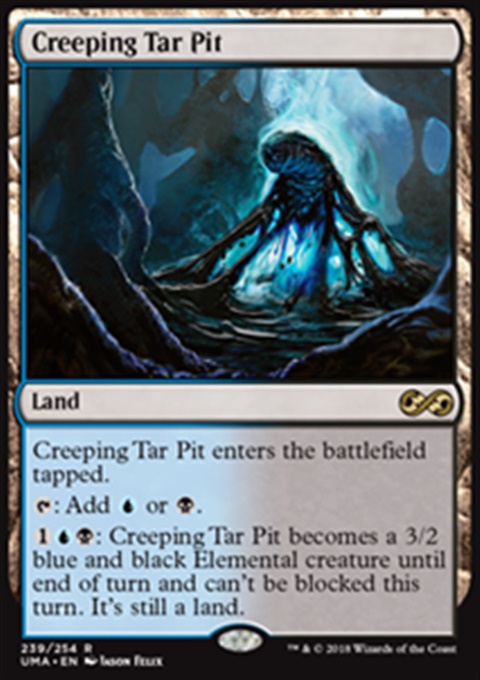 Creeping Tar Pit
Land
Creeping Tar Pit enters the battlefield
tapped.
: Add or .
1 : Creeping Tar Pit becomes a 3/2
blue and black Elemental creature until
end of turn and can't be blocked this
turn. It's still a land.
239/254 R
UMA • EN Jason Felix
™ & © 2018 Wizards of the Coast